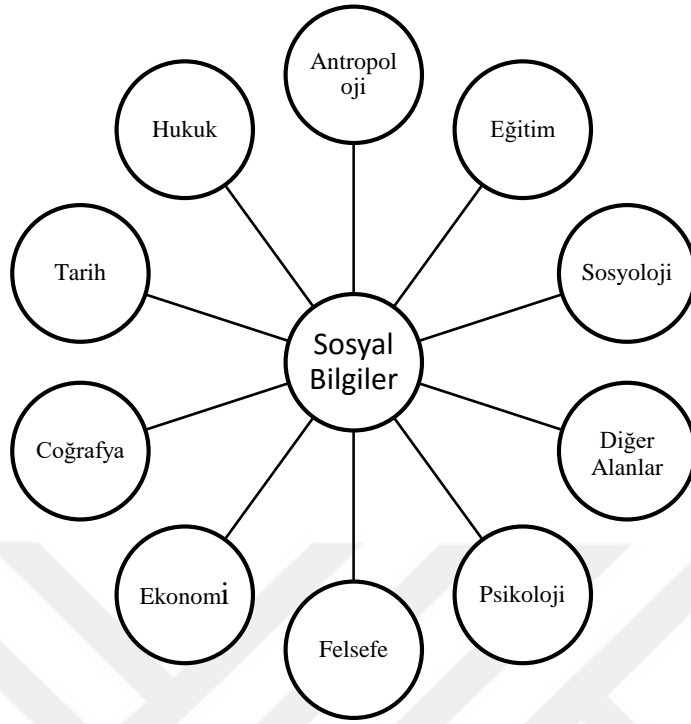 Antropol
oji
Hukuk
Eğitim
Tarih
Sosyoloji
Sosyal
Bilgiler
Coğrafya
Diğer
Alanlar
Ekonomi
Psikoloji
Felsefe